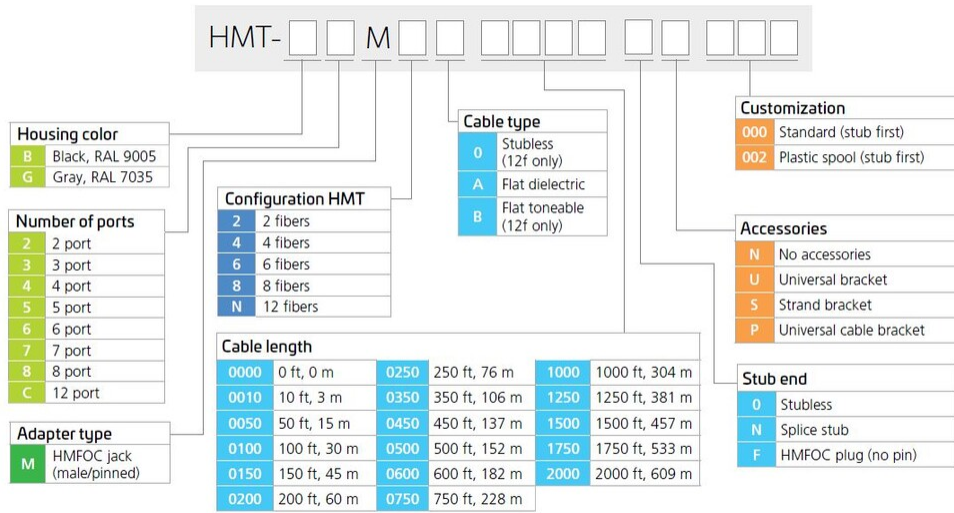 HMT- M
Housing color
B Black, RAL 9005
G Gray, RAL 7035
Number of ports
2 2 port
3 3 port
4 4 port
5 5 port
6 6 port
7 7 port
8 8 port
C 12 port
Adapter type
M HMFOC jack
(male/pinned)
Configuration HMT
2 2 fibers
4 4 fibers
6 6 fibers
8 8 fibers
N 12 fibers
Cable type
0 Stubless
(12f only)
A Flat dielectric
B Flat toneable
(12f only)
Cable length
0000 0 ft, 0 m 0250 250 ft, 76 m 1000 1000 ft, 304 m
0010 10 ft, 3 m 0350 350 ft, 106 m 1250 1250 ft, 381 m
0050 50 ft, 15 m 0450 450 ft, 137 m 1500 1500 ft, 457 m
0100 100 ft, 30 m 0500 500 ft, 152 m 1750 1750 ft, 533 m
0150 150 ft, 45 m 0600 600 ft, 182 m 2000 2000 ft, 609 m
0200 200 ft, 60 m 0750 750 ft, 228 m
Customization
000 Standard (stub first)
002 Plastic spool (stub first)
Accessories
N No accessories
U Universal bracket
S Strand bracket
P Universal cable bracket
Stub end
0 Stubless
N Splice stub
F HMFOC plug (no pin)